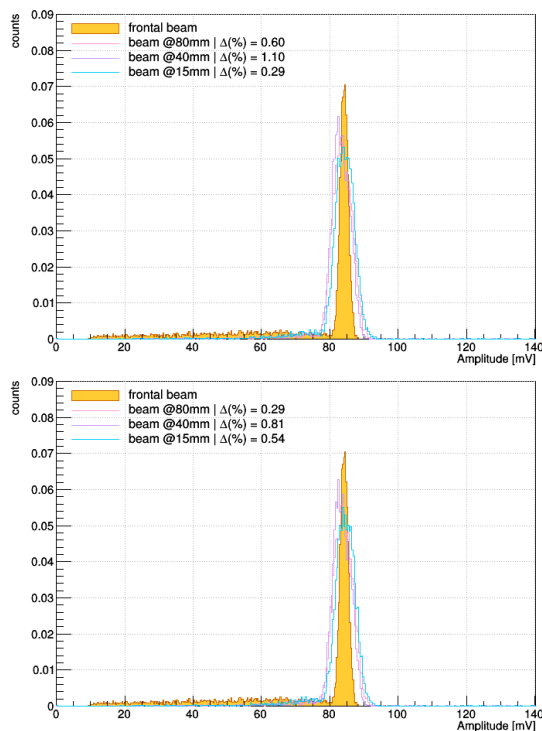 counts
0.09
frontal beam
beam @80mm | Δ(%) = 0.60
0.08
beam @40mm | Δ(%) = 1.10
beam @15mm | Δ(%) = 0.29
0.07
0.06
0.05
0.04
0.03
0.02
0.01
0
0 20 40 60 80 100 120 140
Amplitude [mV]
counts
0.09
frontal beam
beam @80mm | Δ(%) = 0.29
0.08
beam @40mm | Δ(%) = 0.81
beam @15mm | Δ(%) = 0.54
0.07
0.06
0.05
0.04
0.03
0.02
0.01
0
0 20 40 60 80 100 120 140
Amplitude [mV]